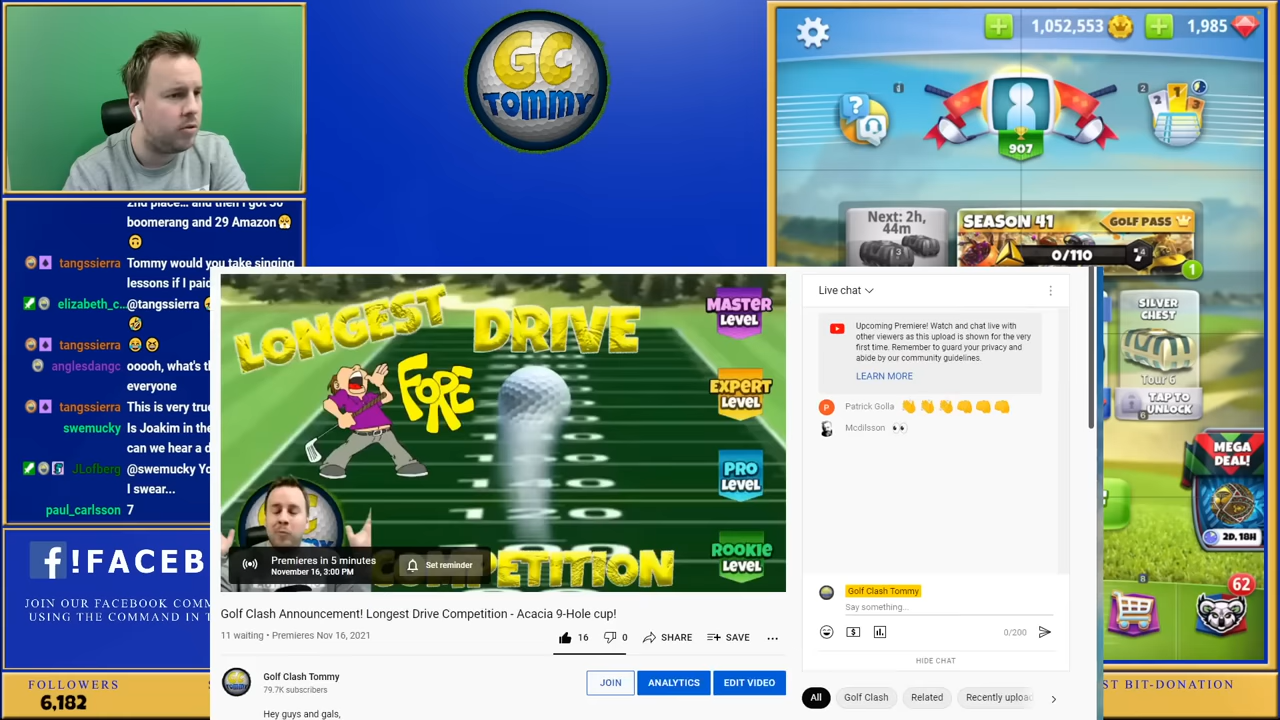 GC
TOMMY
1,052,553
1,985
907
Next: 2h,
44m
SEASON 41
GOLF PASS
0/110
1
SILVER
CHEST
Tour 6
TAP TO
UNLOCK
MEGA
DEAL!
2D, 18H
62
boomerang and 29 Amazon
tangssierra Tommy would you take singing
lessons if I paid
elizabeth_c... @tangssierra
tangssierra
anglesdangc ooooh, what's th
everyone
tangssierra This is very true
swemucky Is Joakim in the
can we hear a d
JLofberg @swemucky Yo
I swear...
paul_carlsson 7
!FACEB
JOIN OUR FACEBOOK COMM
USING THE COMMAND IN T
FOLLOWERS
6,182
ST BIT-DONATION
LONGEST DRIVE
FORE
COMPETITION
MASTER
LEVEL
EXPERT
LEVEL
PRO
LEVEL
ROOKIE
LEVEL
Premieres in 5 minutes
November 16, 3:00 PM
Set reminder
Golf Clash Announcement! Longest Drive Competition - Acacia 9-Hole cup!
11 waiting • Premieres Nov 16, 2021
16
0
SHARE
SAVE
Golf Clash Tommy
79.7K subscribers
JOIN
ANALYTICS
EDIT VIDEO
Hey guys and gals,
Live chat
Upcoming Premiere! Watch and chat live with
other viewers as this upload is shown for the very
first time. Remember to guard your privacy and
abide by our community guidelines.
LEARN MORE
Patrick Golla
Mcdilsson
Golf Clash Tommy
Say something...
0/200
HIDE CHAT
All
Golf Clash
Related
Recently upload